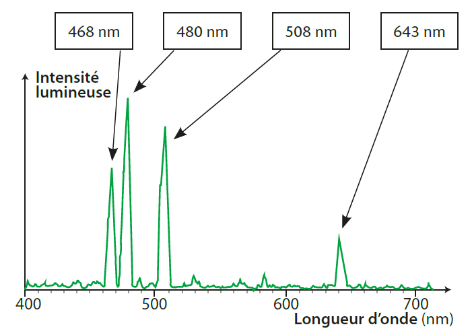 468 nm
480 nm
508 nm
643 nm
Intensité
lumineuse
400
500
600
700
Longueur d'onde (nm)